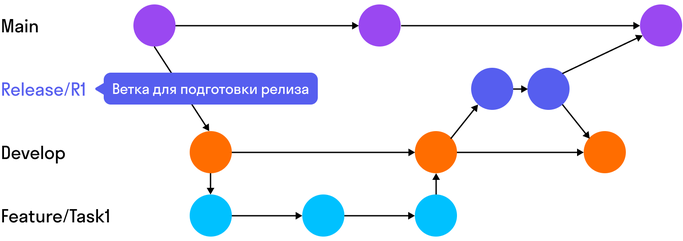 Main
Release/R1
Ветка для подготовки релиза
Develop
Feature/Task1